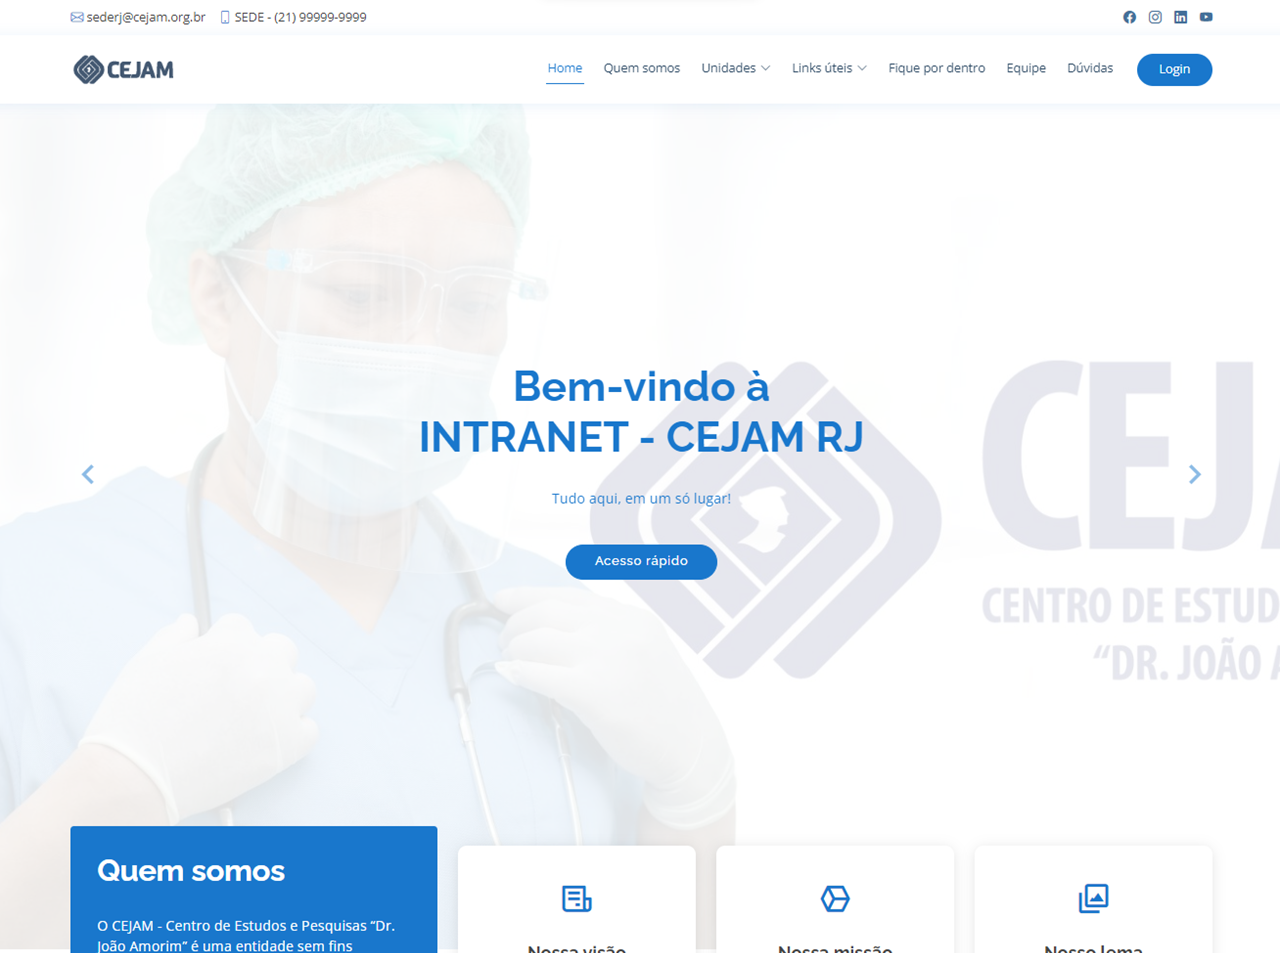 sederj@cejam.org.br SEDE - (21) 99999-9999
CEJAM
Home Quem somos Unidades Links úteis Fique por dentro Equipe Dúvidas Login
Bem-vindo à
INTRANET - CEJAM RJ
Tudo aqui, em um só lugar!
Acesso rápido
CEJA
CENTRO DE ESTUD
“DR. JOÃO A
Quem somos
O CEJAM - Centro de Estudos e Pesquisas “Dr.
João Amorim” é uma entidade sem fins
Nossa visão
Nossa missão
Nosso lema